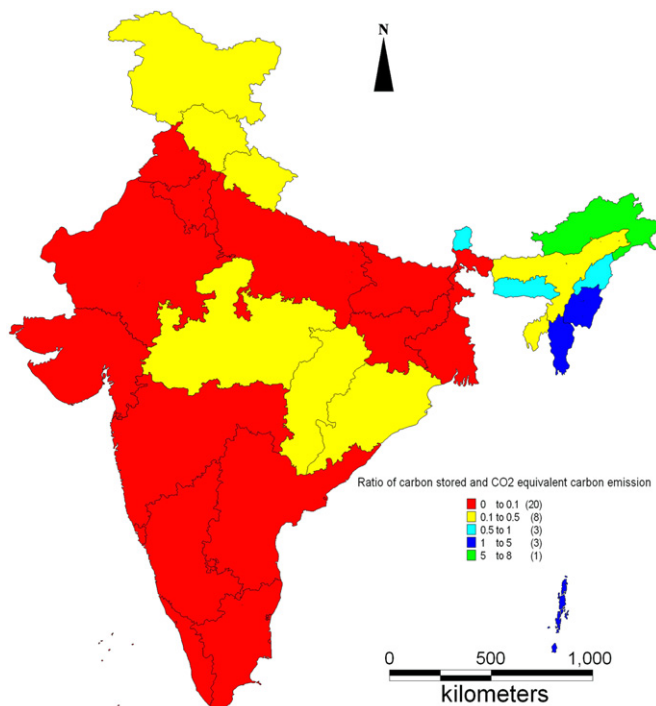 N
Ratio of carbon stored and CO2 equivalent carbon emission
0 to 0.1 (20)
0.1 to 0.5 (8)
0.5 to 1 (3)
1 to 5 (3)
5 to 8 (1)
0 500 1,000
kilometers